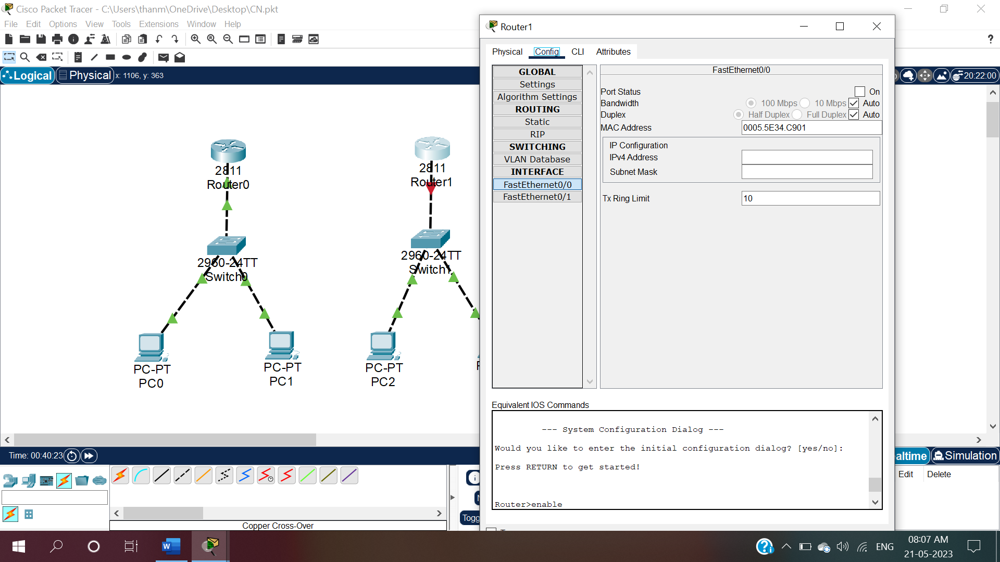 Cisco Packet Tracer - C:\Users\thanm\OneDrive\Desktop\CN.pkt
File Edit Options View Tools Extensions Window Help
Logical Physical x: 1106, y: 363
20:22:00
2811
Router0
2960-24TT
Switch0
PC-PT
PC0
PC-PT
PC1
2811
Router1
2960-24TT
Switch1
PC-PT
PC2
Router1
Physical Config CLI Attributes
GLOBAL
Settings
Algorithm Settings
ROUTING
Static
RIP
SWITCHING
VLAN Database
INTERFACE
FastEthernet0/0
FastEthernet0/1
FastEthernet0/0
Port Status On
Bandwidth 100 Mbps 10 Mbps Auto
Duplex Half Duplex Full Duplex Auto
MAC Address 0005.5E34.C901
IP Configuration
IPv4 Address
Subnet Mask
Tx Ring Limit 10
Equivalent IOS Commands
--- System Configuration Dialog ---
Would you like to enter the initial configuration dialog? [yes/no]:
Press RETURN to get started!
Router>enable
Time: 00:40:23
altime Simulation
Edit Delete
Togg
Copper Cross-Over
ENG
08:07 AM
21-05-2023